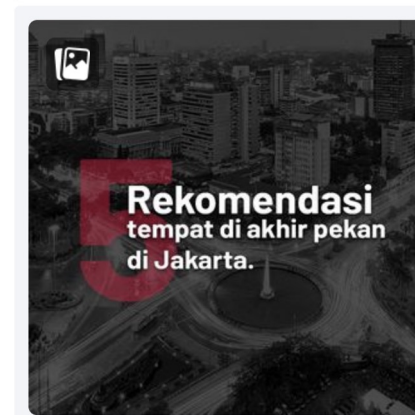 5
Rekomendasi
tempat di akhir pekan
di Jakarta.